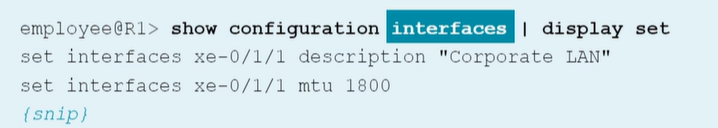 employee@R1> show configuration interfaces | display set
set interfaces xe-0/1/1 description "Corporate LAN"
set interfaces xe-0/1/1 mtu 1800
{snip}